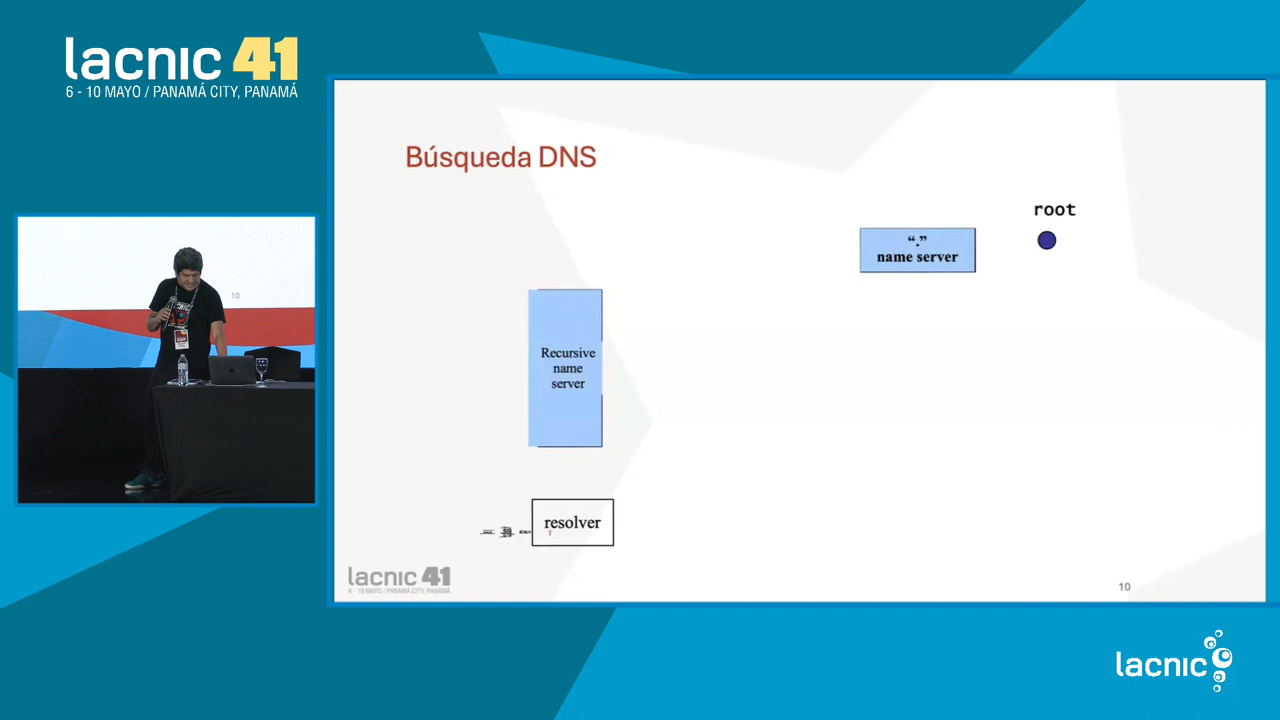 lacnic 41
6 - 10 MAYO / PANAMÁ CITY, PANAMÁ
Búsqueda DNS
root
“.”
name server
Recursive
name
server
resolver
10
lacnic 41
6 - 10 MAYO / PANAMÁ CITY, PANAMÁ
10
lacnic